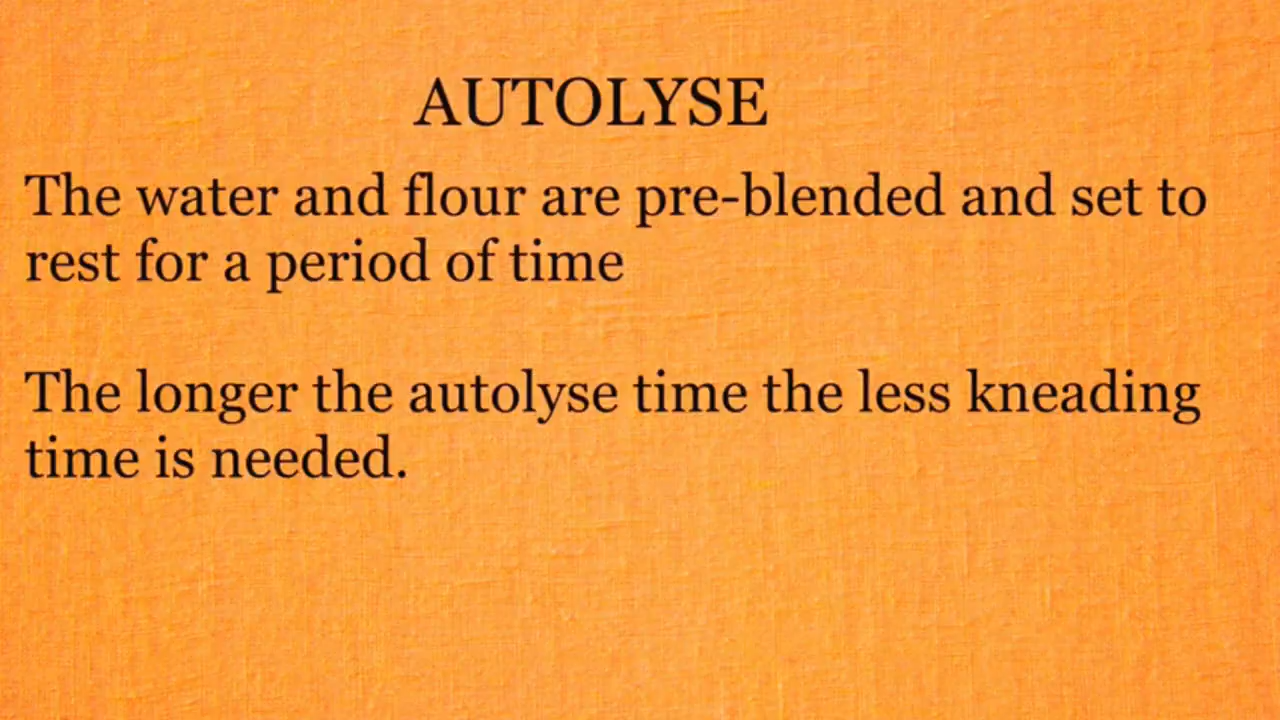 AUTOLYSE
The water and flour are pre-blended and set to
rest for a period of time
The longer the autolyse time the less kneading
time is needed.